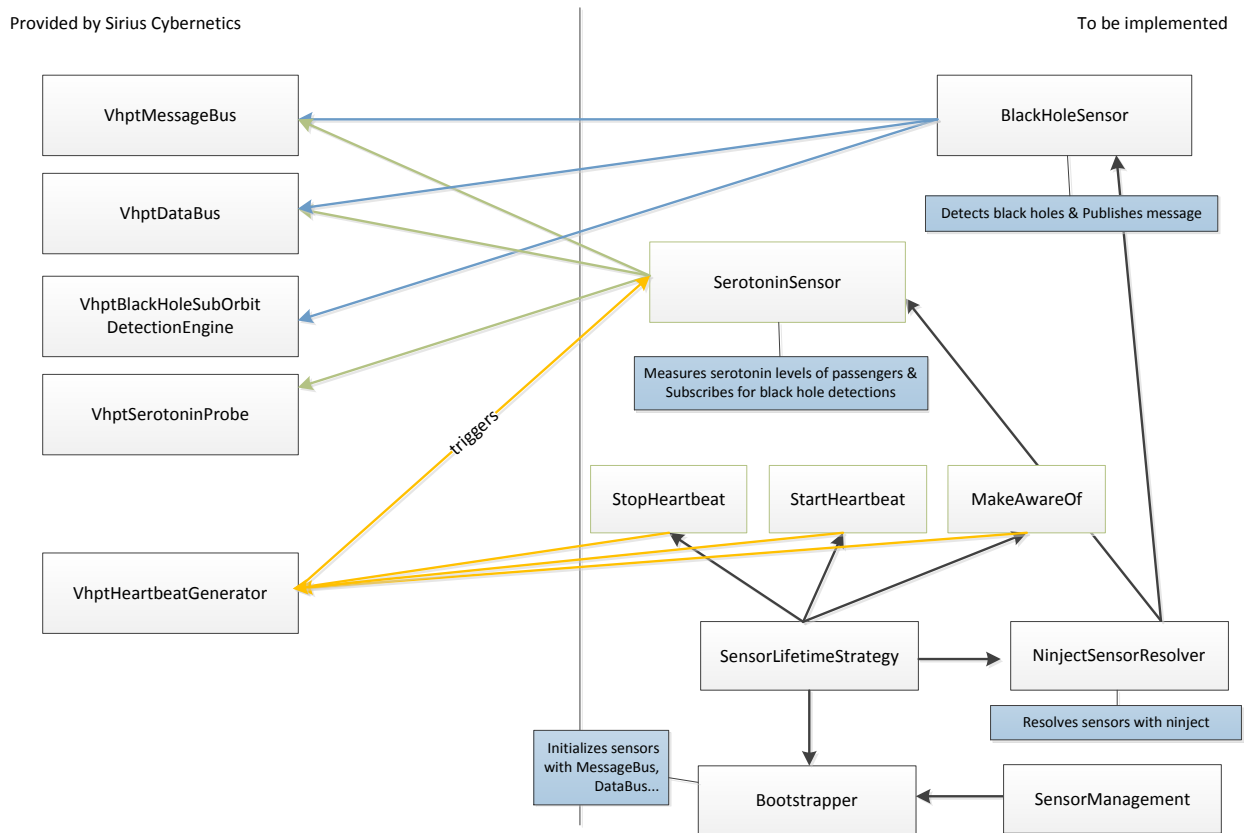 Provided by Sirius Cybernetics
To be implemented
VhptMessageBus
BlackHoleSensor
VhptDataBus
Detects black holes & Publishes message
SerotoninSensor
VhptBlackHoleSubOrbit
DetectionEngine
Measures serotonin levels of passengers &
Subscribes for black hole detections
VhptSerotoninProbe
triggers
StopHeartbeat
StartHeartbeat
MakeAwareOf
VhptHeartbeatGenerator
SensorLifetimeStrategy
NinjectSensorResolver
Resolves sensors with ninject
Initializes sensors
with MessageBus,
DataBus...
Bootstrapper
SensorManagement